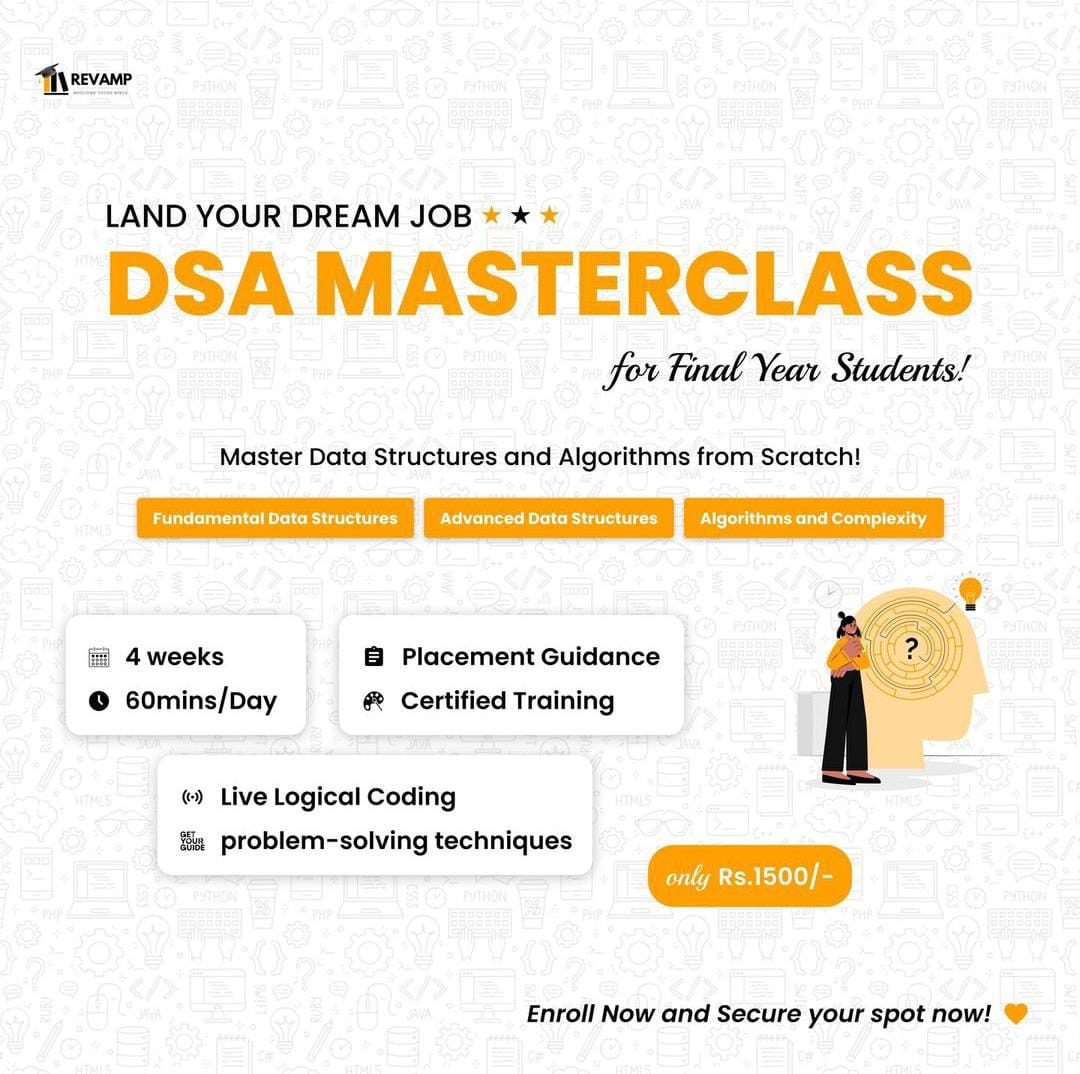 REVAMP
LAND YOUR DREAM JOB
DSA MASTERCLASS
for Final Year Students!
Master Data Structures and Algorithms from Scratch!
Fundamental Data Structures
Advanced Data Structures
Algorithms and Complexity
4 weeks
60mins/Day
Placement Guidance
Certified Training
?
Live Logical Coding
GET
YOUR
GUIDE
problem-solving techniques
only Rs.1500/-
Enroll Now and Secure your spot now!